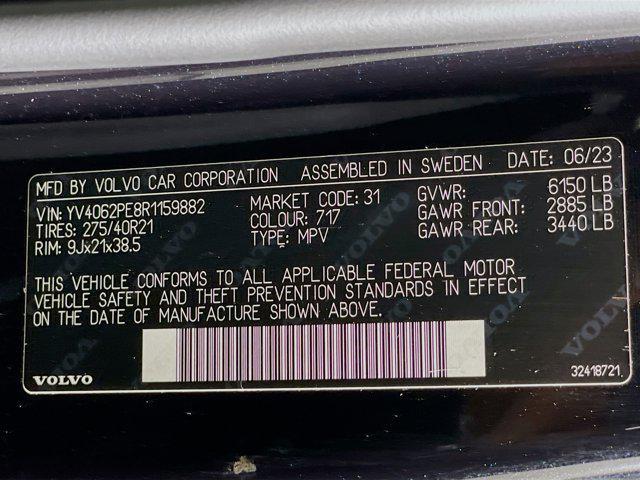 MFD BY VOLVO CAR CORPORATION ASSEMBLED IN SWEDEN DATE: 06/23
VIN: YV4062PE8R1159882 MARKET CODE: 31 GVWR: 6150 LB
TIRES: 275/40R21 COLOUR: 717 GAWR FRONT: 2885 LB
RIM: 9Jx21x38.5 TYPE: MPV GAWR REAR: 3440 LB
THIS VEHICLE CONFORMS TO ALL APPLICABLE FEDERAL MOTOR
VEHICLE SAFETY AND THEFT PREVENTION STANDARDS IN EFFECT
ON THE DATE OF MANUFACTURE SHOWN ABOVE.
VOLVO 32418721